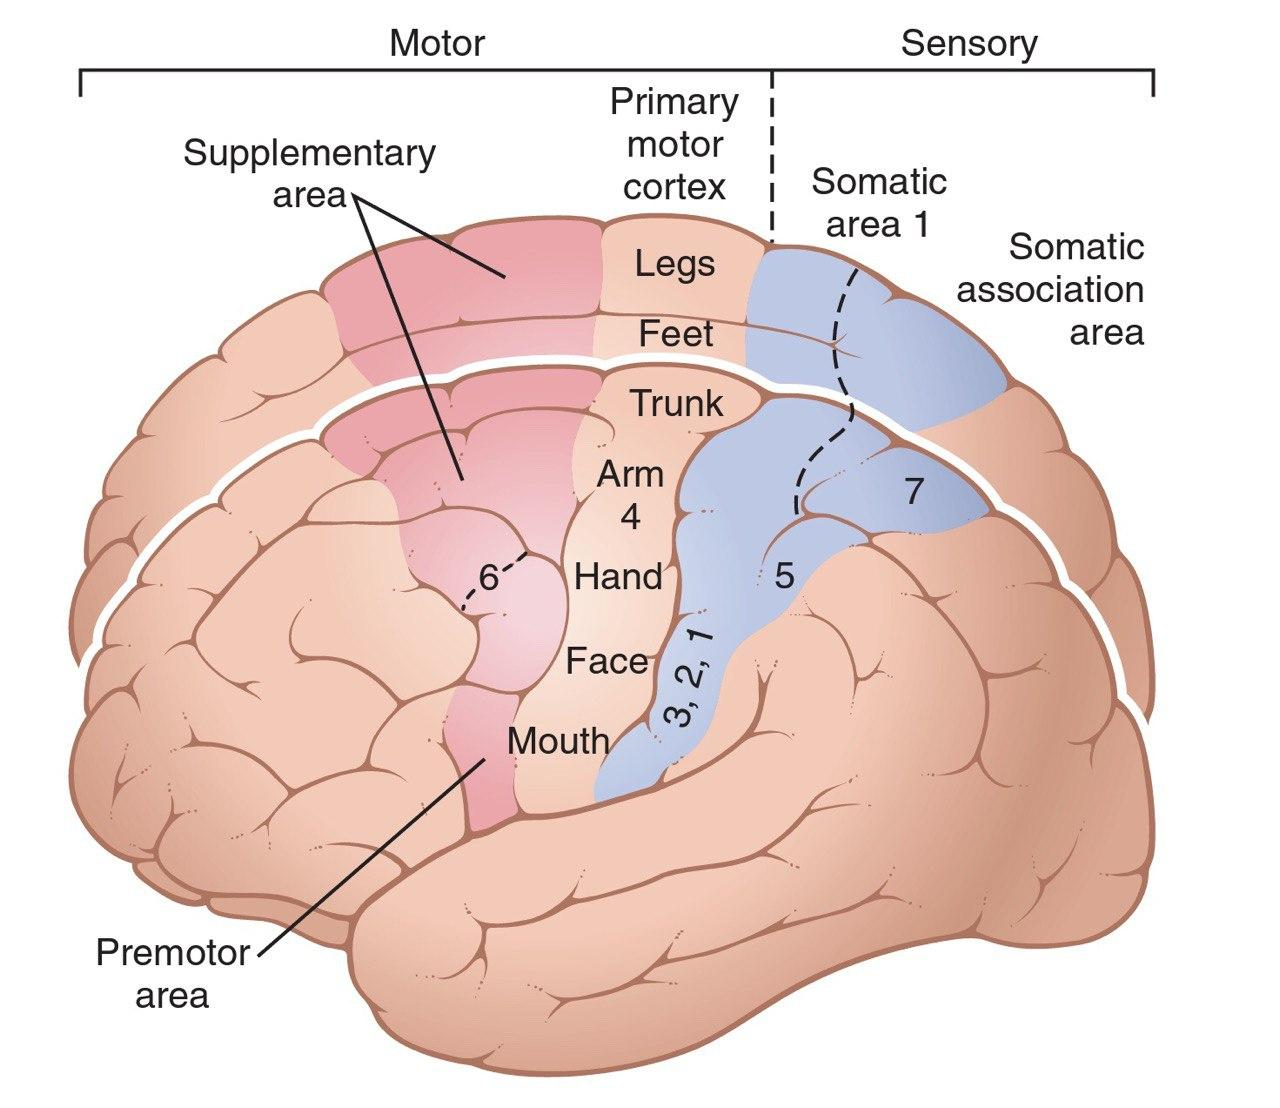 Motor
Sensory
Primary
motor
cortex
Supplementary
area
Somatic
area 1
Somatic
association
area
Legs
Feet
Trunk
Arm
4
7
6
Hand
5
Face
3, 2, 1
Mouth
Premotor
area